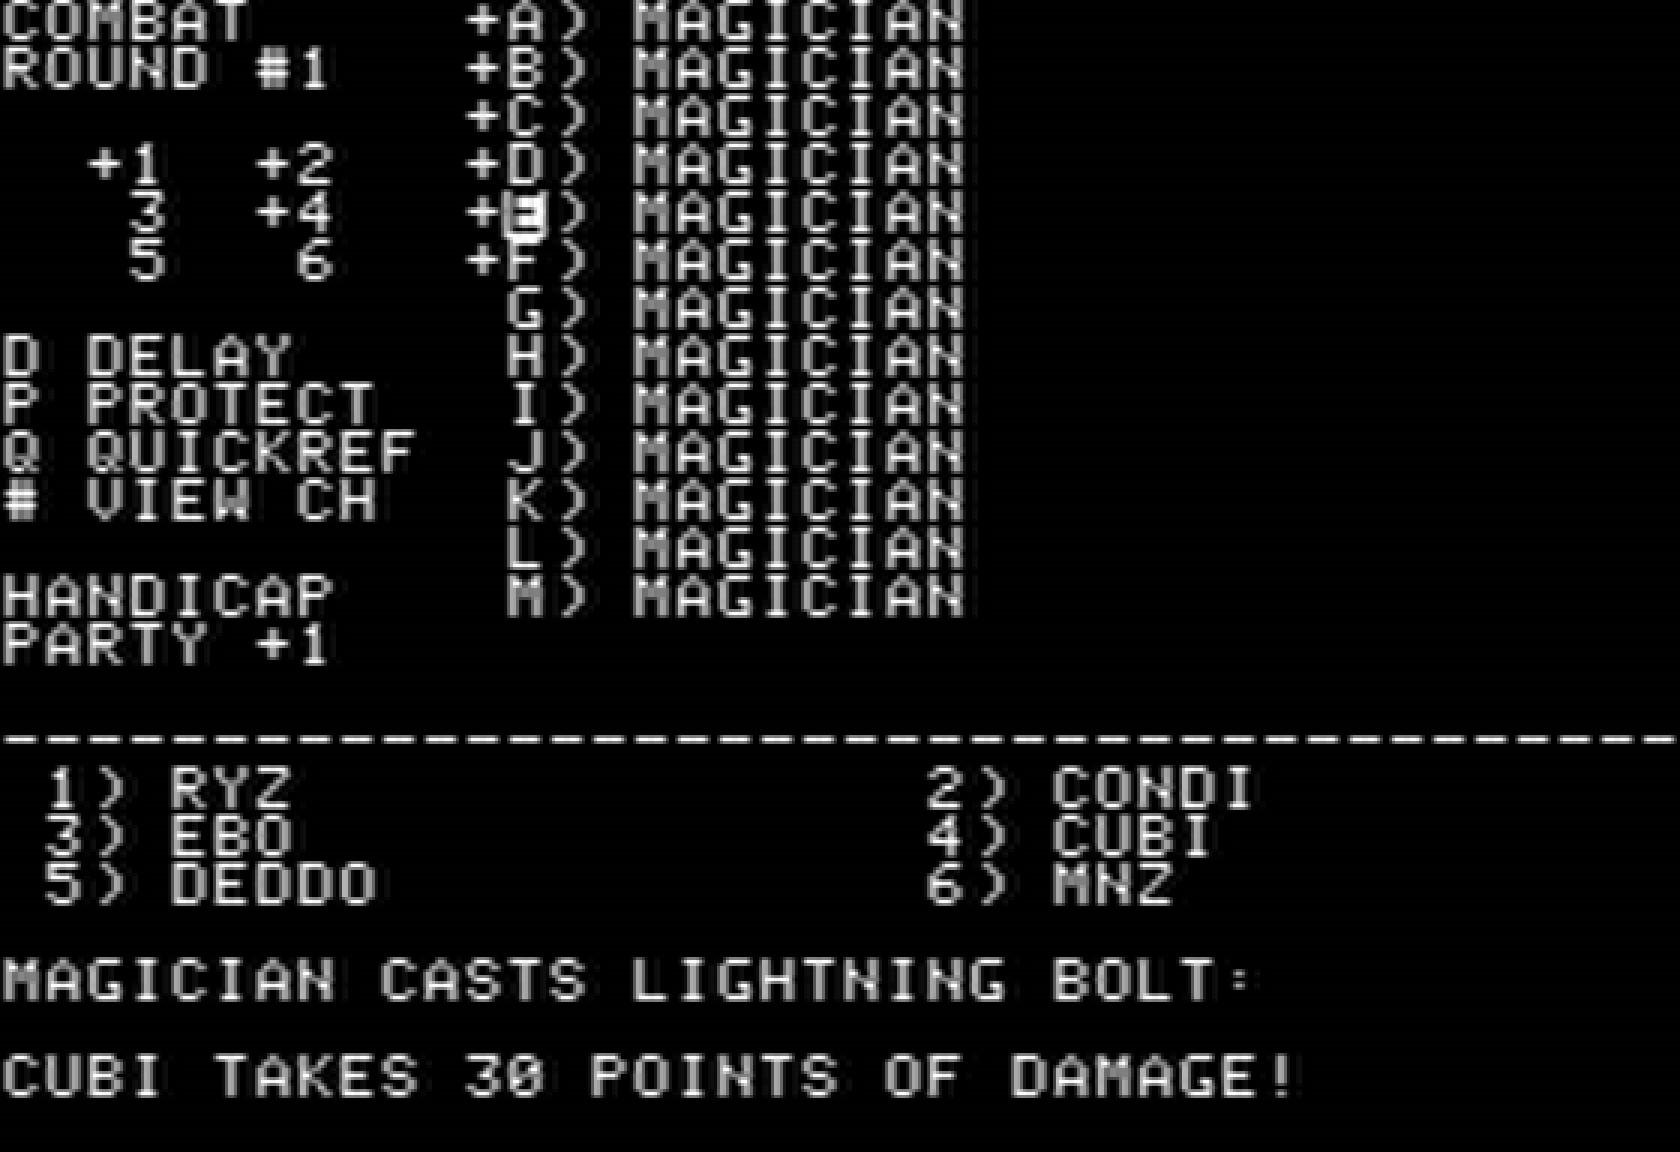 COMBAT +A) MAGICIAN
ROUND #1 +B) MAGICIAN
+C) MAGICIAN
+1 +2 +D) MAGICIAN
3 +4 +E) MAGICIAN
5 6 +F) MAGICIAN
G) MAGICIAN
D DELAY H) MAGICIAN
P PROTECT I) MAGICIAN
Q QUICKREF J) MAGICIAN
# VIEW CH K) MAGICIAN
L) MAGICIAN
HANDICAP M) MAGICIAN
PARTY +1
----------------------------------------
1) RYZ 2) CONDI
3) EBO 4) CUBI
5) DEDDO 6) MNZ
MAGICIAN CASTS LIGHTNING BOLT:
CUBI TAKES 30 POINTS OF DAMAGE!